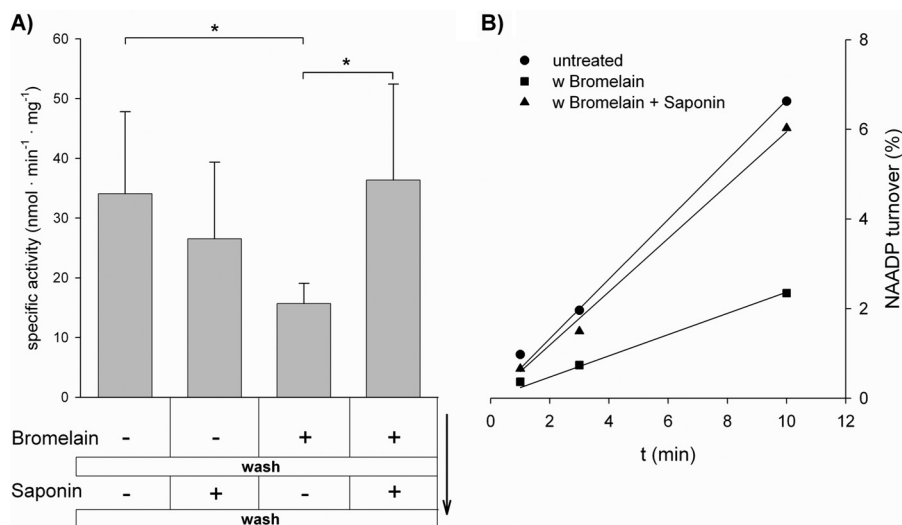 A)
*
*
60
50
40
30
20
10
0
specific activity (nmol · min⁻¹ · mg⁻¹)
Bromelain - - + +
wash
Saponin - + - +
wash
B)
untreated
w Bromelain
w Bromelain + Saponin
8
6
4
2
0
NAADP turnover (%)
0 2 4 6 8 10 12
t (min)